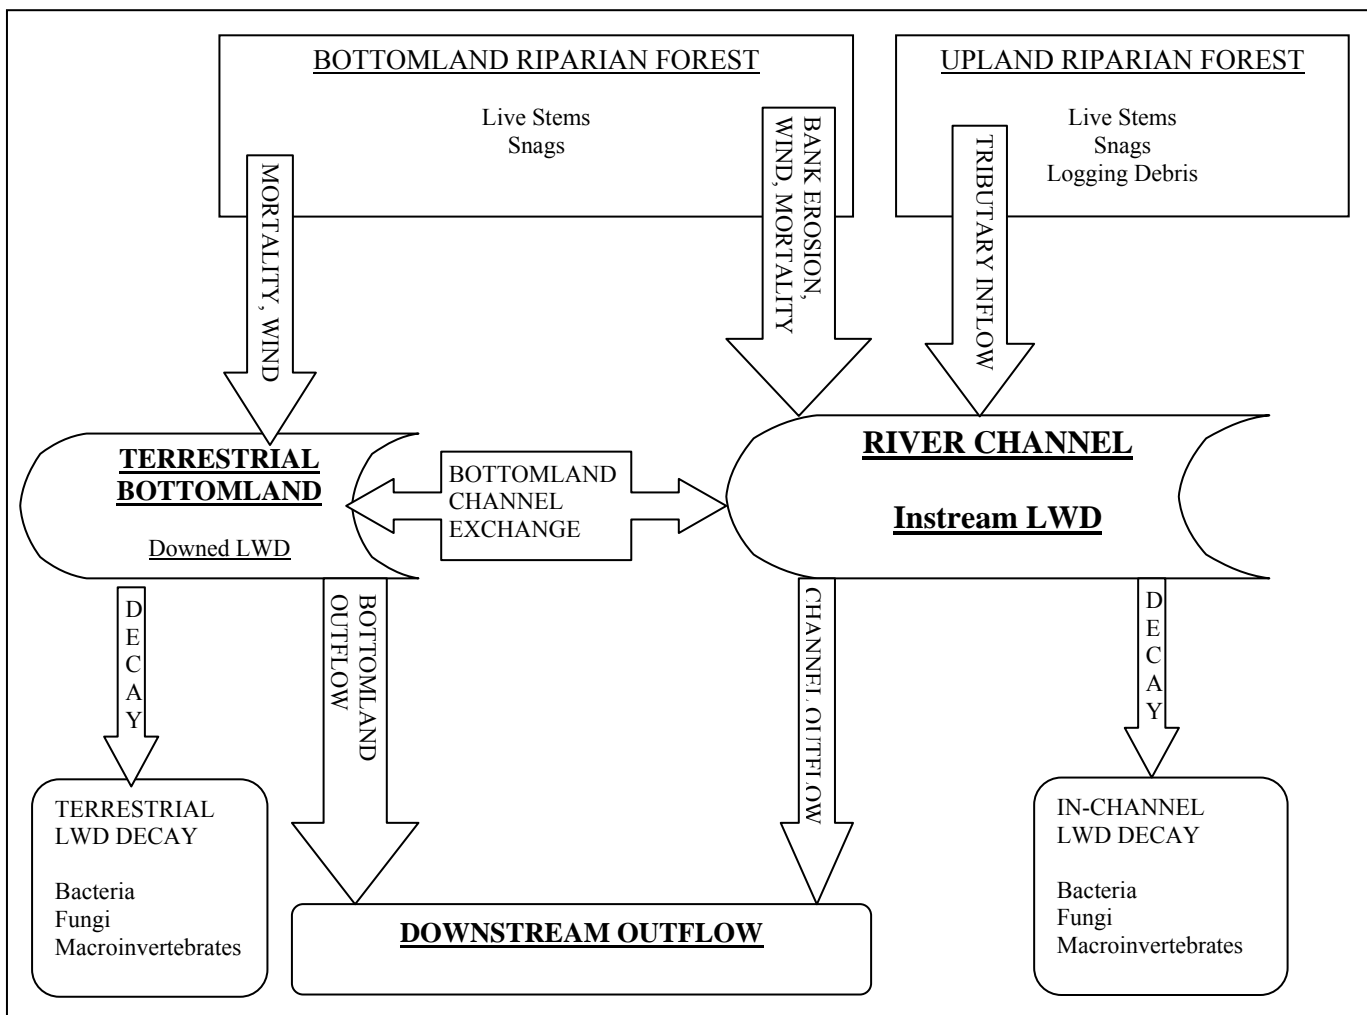 BOTTOMLAND RIPARIAN FOREST
Live Stems
Snags
UPLAND RIPARIAN FOREST
Live Stems
Snags
Logging Debris
MORTALITY, WIND
BANK EROSION,
WIND, MORTALITY
TRIBUTARY INFLOW
TERRESTRIAL
BOTTOMLAND
Downed LWD
BOTTOMLAND
CHANNEL
EXCHANGE
RIVER CHANNEL
Instream LWD
DECAY
BOTTOMLAND
OUTFLOW
CHANNEL OUTFLOW
DECAY
TERRESTRIAL
LWD DECAY
Bacteria
Fungi
Macroinvertebrates
DOWNSTREAM OUTFLOW
IN-CHANNEL
LWD DECAY
Bacteria
Fungi
Macroinvertebrates